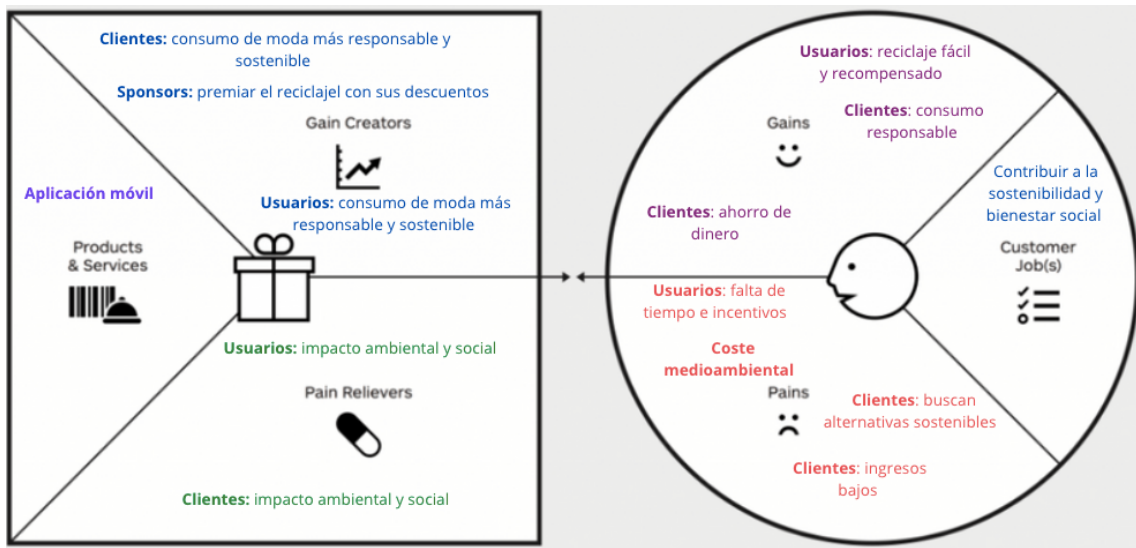 Clientes: consumo de moda más responsable y
sostenible
Sponsors: premiar el reciclajel con sus descuentos
Gain Creators
Aplicación móvil
Usuarios: consumo de moda más
responsable y sostenible
Products
& Services
Usuarios: impacto ambiental y social
Pain Relievers
Clientes: impacto ambiental y social
Usuarios: reciclaje fácil
y recompensado
Clientes: consumo
responsable
Gains
Clientes: ahorro de
dinero
Contribuir a la
sostenibilidad y
bienestar social
Customer
Job(s)
Usuarios: falta de
tiempo e incentivos
Coste
medioambiental
Pains
Clientes: buscan
alternativas sostenibles
Clientes: ingresos
bajos